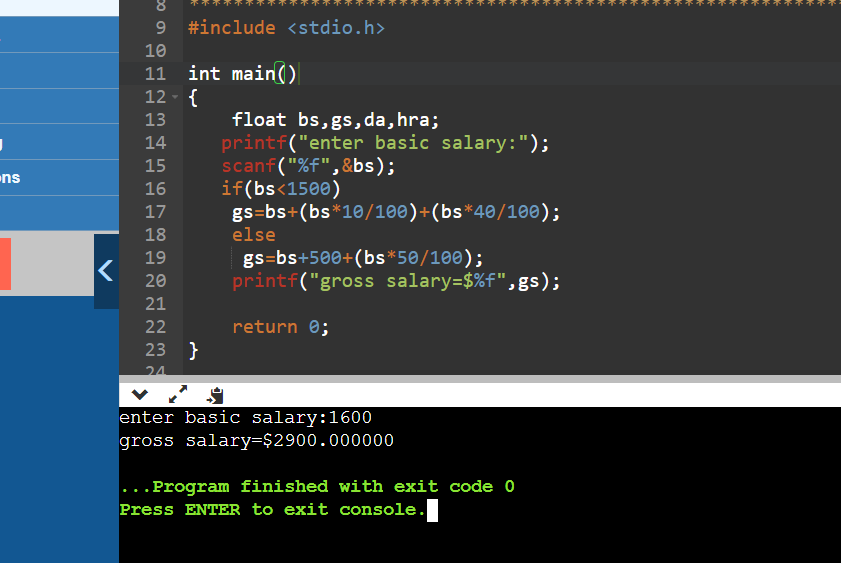 8 ************************************************************
9 #include <stdio.h>
10
11 int main()
12 {
13 float bs,gs,da,hra;
14 printf("enter basic salary:");
15 scanf("%f",&bs);
16 if(bs<1500)
17 gs=bs+(bs*10/100)+(bs*40/100);
18 else
19 gs=bs+500+(bs*50/100);
20 printf("gross salary=$%f",gs);
21
22 return 0;
23 }
24
ons
enter basic salary:1600
gross salary=$2900.000000
...Program finished with exit code 0
Press ENTER to exit console.